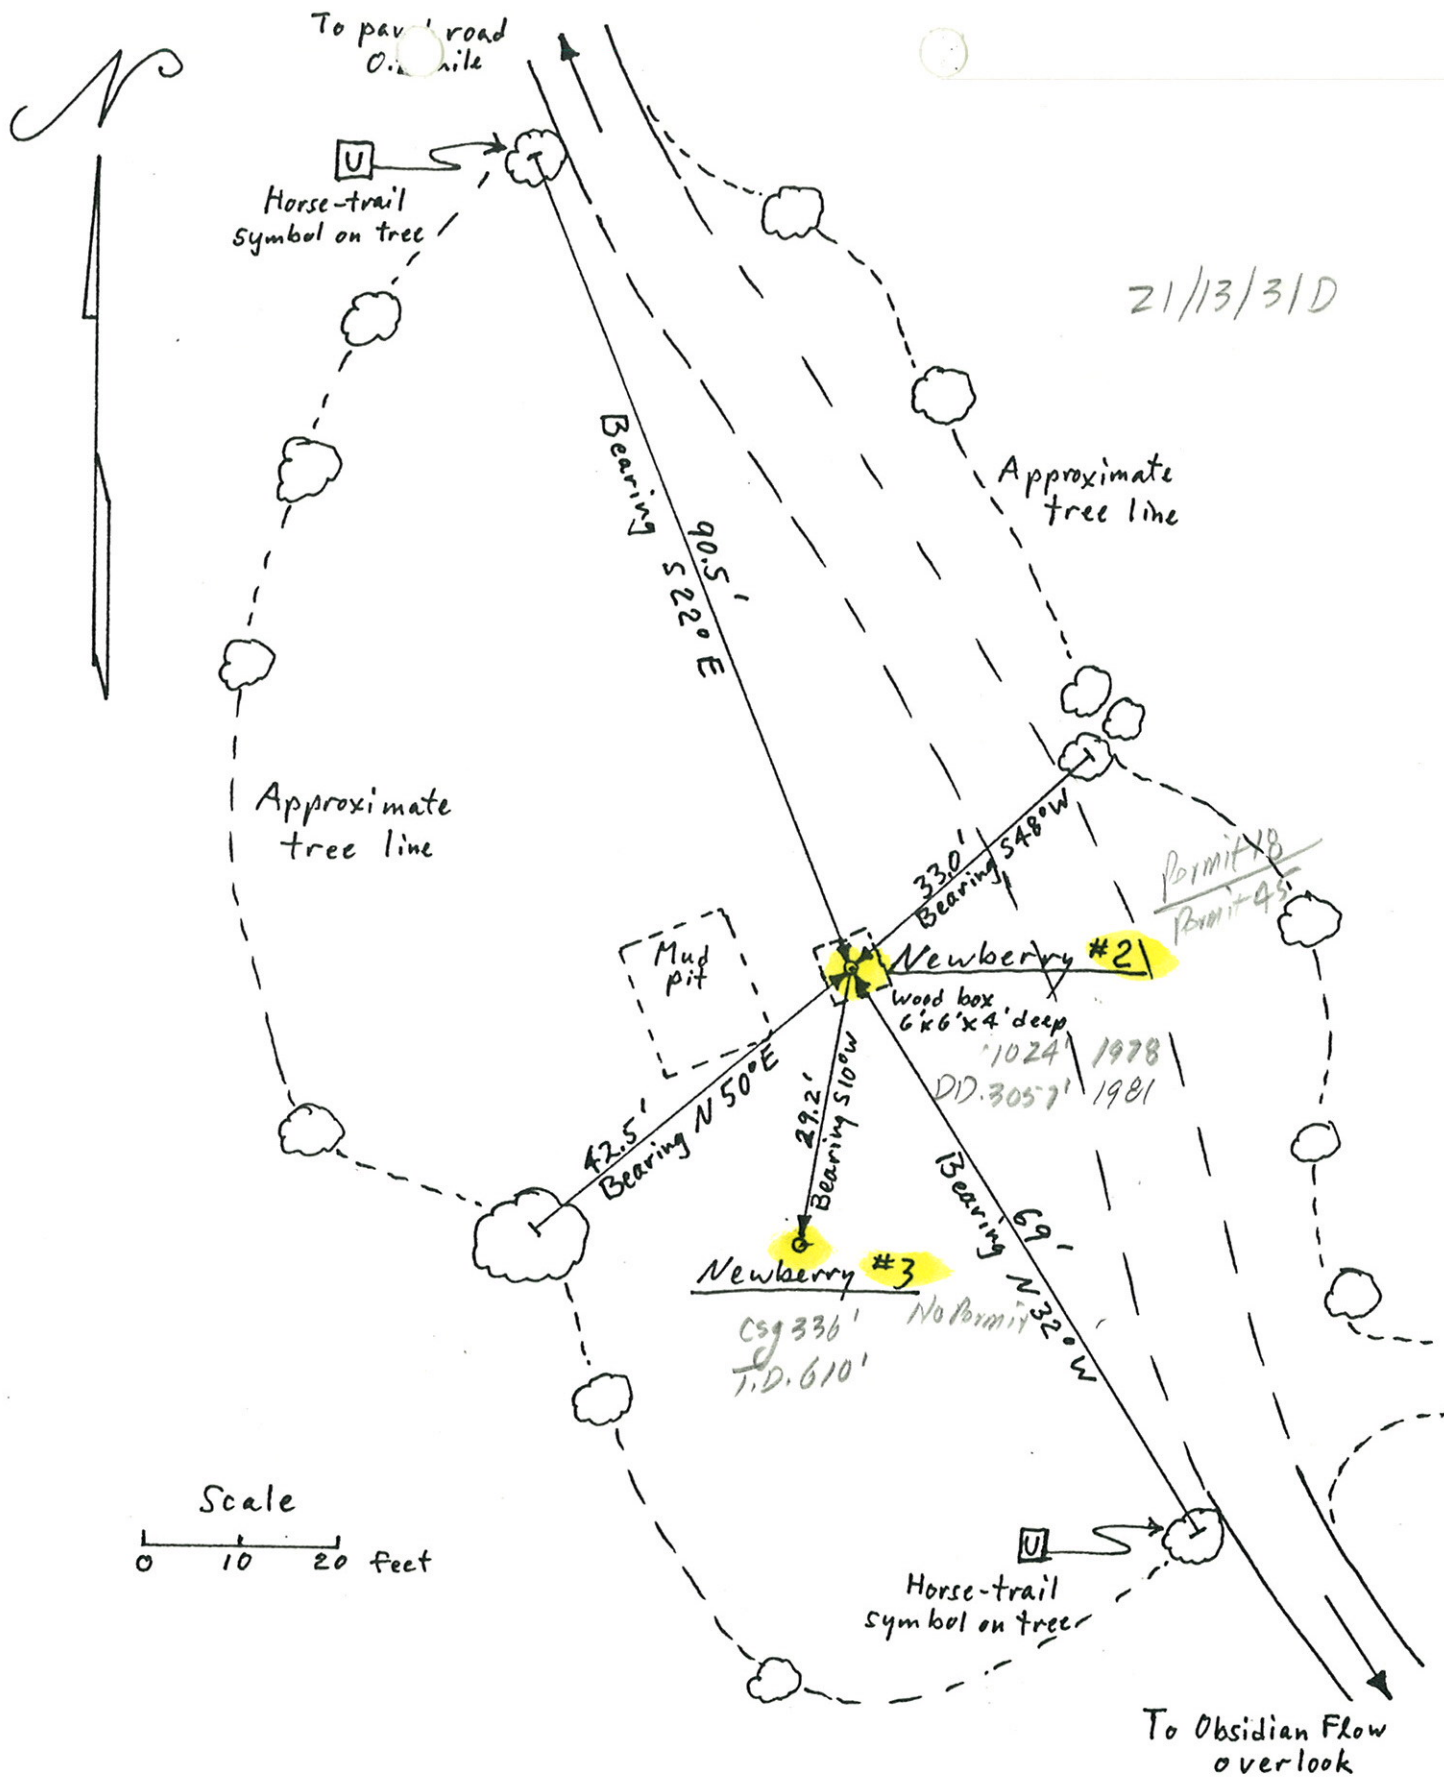 To pav road
0. mile
N
U
Horse-trail
symbol on tree
21/13/31D
Bearing S22°E
90.5'
Approximate
tree line
Approximate
tree line
33.0'
Bearing S48°W
Permit 18
Permit 45
Mud
pit
Newberry #2
wood box
6'x6'x4' deep
1024' 1978
DD.3057' 1981
42.5'
Bearing N50°E
29.2'
Bearing S10°W
69'
Bearing N32°W
Newberry #3
No Permit
Csg 336'
T.D. 610'
Scale
0 10 20 feet
U
Horse-trail
symbol on tree
To Obsidian Flow
overlook